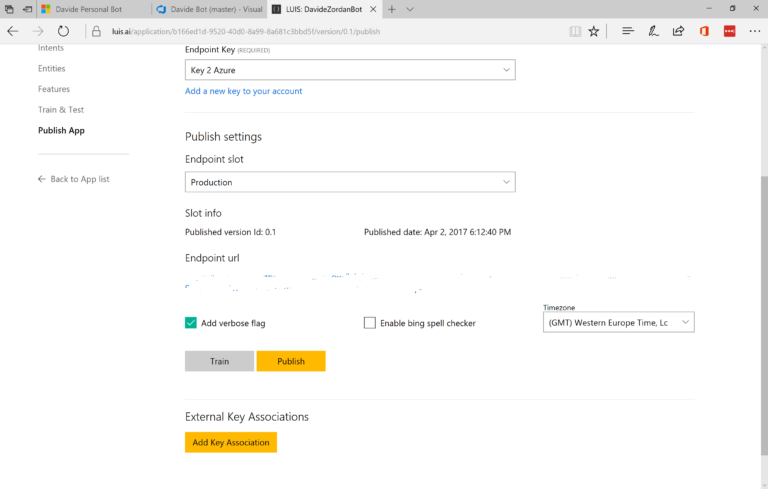 Davide Personal Bot
Davide Bot (master) - Visual
LUIS: DavideZordanBot
luis.ai/application/b166ed1d-9520-40d0-8a99-8a681c3bbd5f/version/0.1/publish
Intents
Entities
Features
Train & Test
Publish App
Back to App list
Endpoint Key (REQUIRED)
Key 2 Azure
Add a new key to your account
Publish settings
Endpoint slot
Production
Slot info
Published version Id: 0.1 Published date: Apr 2, 2017 6:12:40 PM
Endpoint url
Timezone
Add verbose flag Enable bing spell checker (GMT) Western Europe Time, Lc
Train Publish
External Key Associations
Add Key Association